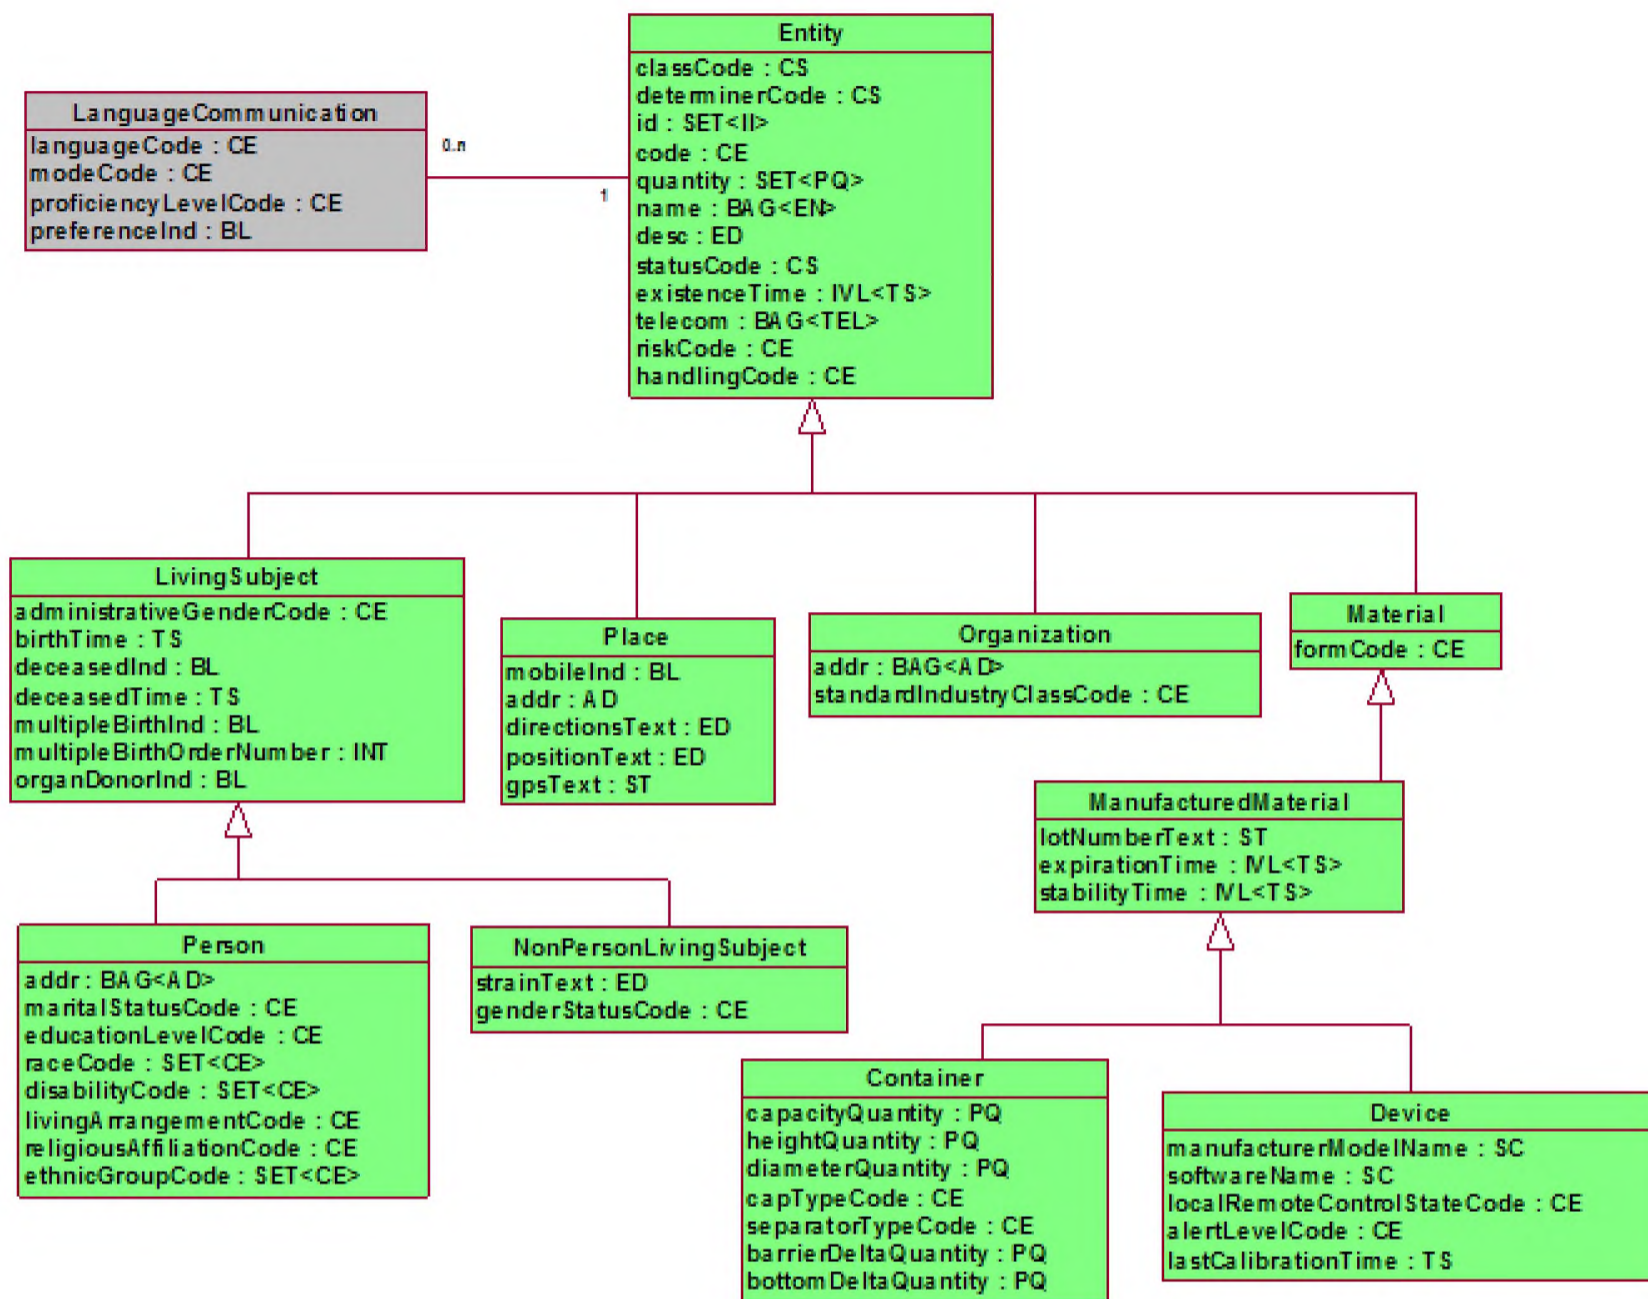 Entity
classCode : CS
determinerCode : CS
id : SET<II>
code : CE
quantity : SET<PQ>
name : BAG<EN>
desc : ED
statusCode : CS
existenceTime : IVL<TS>
telecom : BAG<TEL>
riskCode : CE
handlingCode : CE
LanguageCommunication
languageCode : CE
modeCode : CE
proficiencyLevelCode : CE
preferenceInd : BL
0..n
1
LivingSubject
administrativeGenderCode : CE
birthTime : TS
deceasedInd : BL
deceasedTime : TS
multipleBirthInd : BL
multipleBirthOrderNumber : INT
organDonorInd : BL
Place
mobileInd : BL
addr : AD
directionsText : ED
positionText : ED
gpsText : ST
Organization
addr : BAG<AD>
standardIndustryClassCode : CE
Material
formCode : CE
ManufacturedMaterial
lotNumberText : ST
expirationTime : IVL<TS>
stabilityTime : IVL<TS>
Person
addr : BAG<AD>
maritalStatusCode : CE
educationLevelCode : CE
raceCode : SET<CE>
disabilityCode : SET<CE>
livingArrangementCode : CE
religiousAffiliationCode : CE
ethnicGroupCode : SET<CE>
NonPersonLivingSubject
strainText : ED
genderStatusCode : CE
Container
capacityQuantity : PQ
heightQuantity : PQ
diameterQuantity : PQ
capTypeCode : CE
separatorTypeCode : CE
barrierDeltaQuantity : PQ
bottomDeltaQuantity : PQ
Device
manufacturerModelName : SC
softwareName : SC
localRemoteControlStateCode : CE
alertLevelCode : CE
lastCalibrationTime : TS